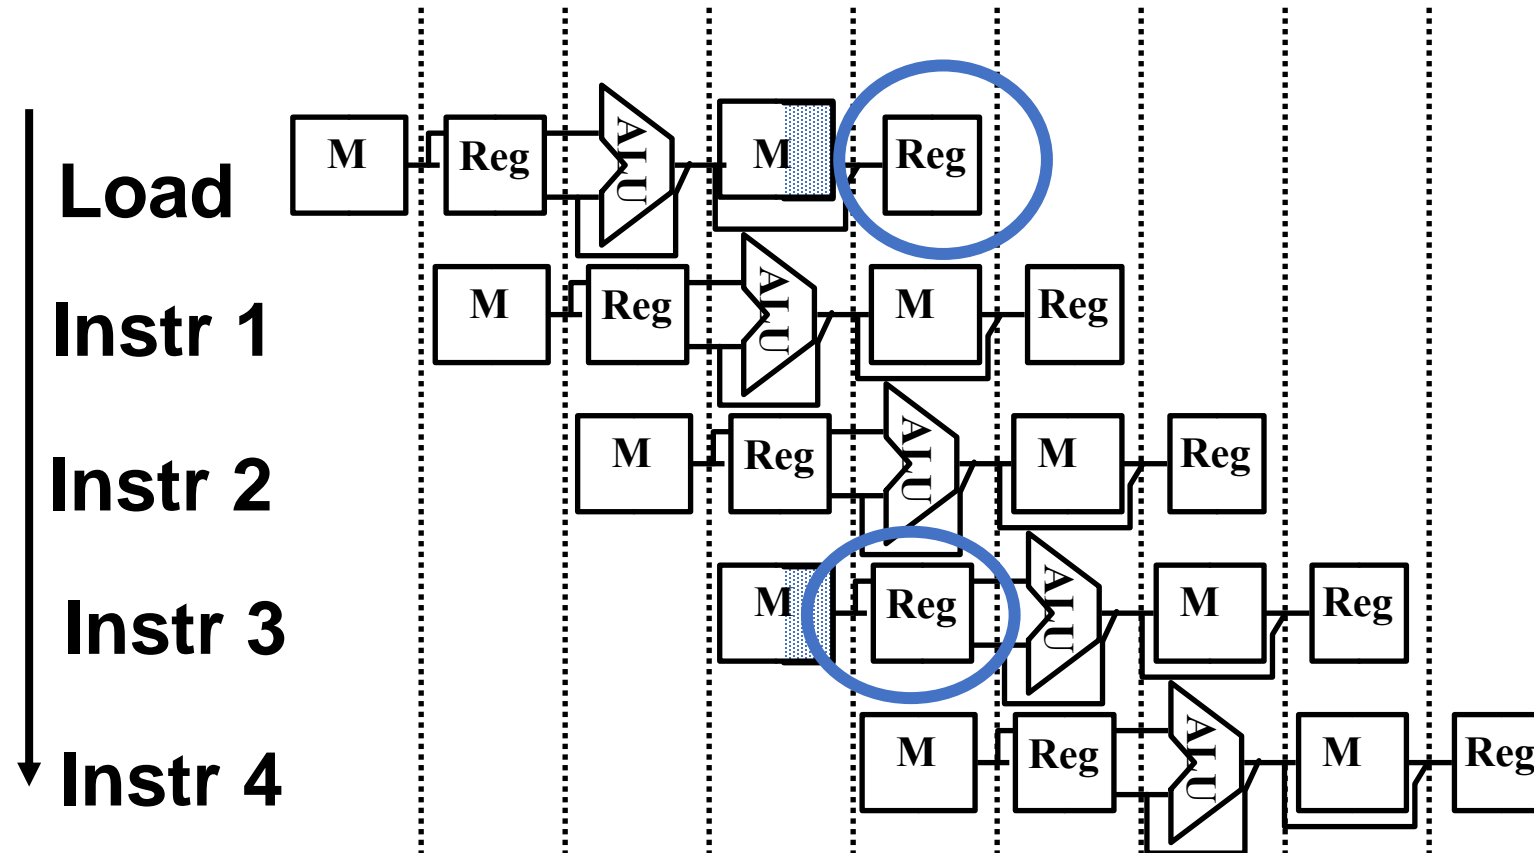 Load M Reg ALU M Reg
Instr 1 M Reg ALU M Reg
Instr 2 M Reg ALU M Reg
Instr 3 M Reg ALU M Reg
Instr 4 M Reg ALU M Reg